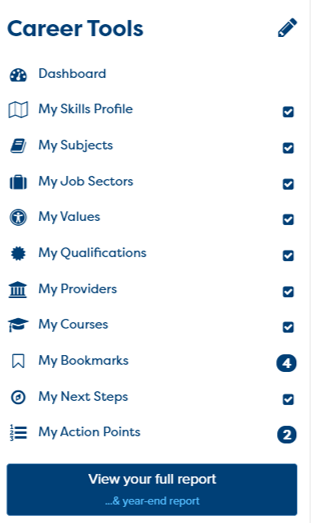 Career Tools
Dashboard
My Skills Profile
My Subjects
My Job Sectors
My Values
My Qualifications
My Providers
My Courses
My Bookmarks 4
My Next Steps
My Action Points 2
View your full report
...& year-end report